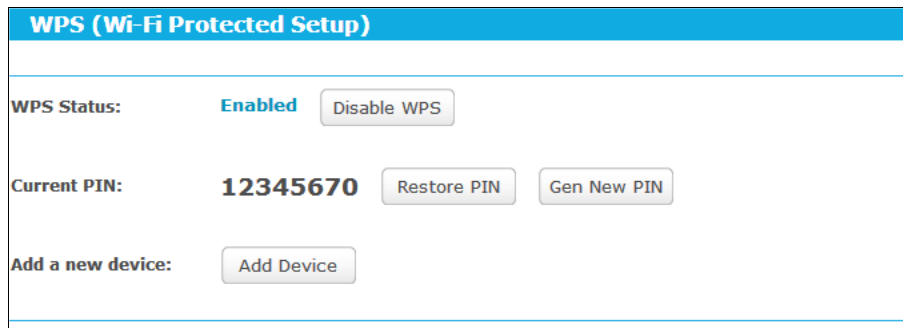 WPS (Wi-Fi Protected Setup)
WPS Status: Enabled Disable WPS
Current PIN: 12345670 Restore PIN Gen New PIN
Add a new device: Add Device